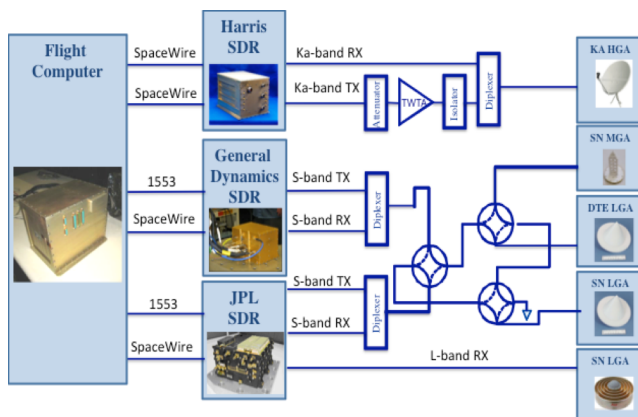 Flight
Computer
SpaceWire
SpaceWire
1553
SpaceWire
1553
SpaceWire
Harris
SDR
Ka-band RX
Ka-band TX
Attenuator
TWTA
Isolator
Diplexer
General
Dynamics
SDR
S-band TX
S-band RX
Diplexer
JPL
SDR
S-band TX
S-band RX
Diplexer
L-band RX
KA HGA
SN MGA
DTE LGA
SN LGA
SN LGA